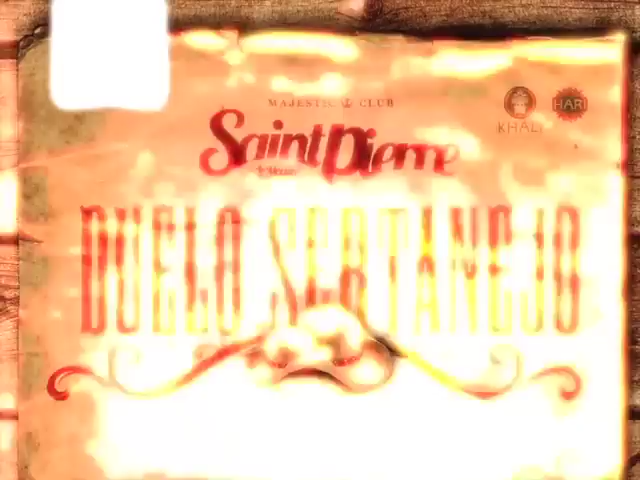 MAJESTIC CLUB
KHALI HARI
Saint Pierre
DUELO SERTANEJO